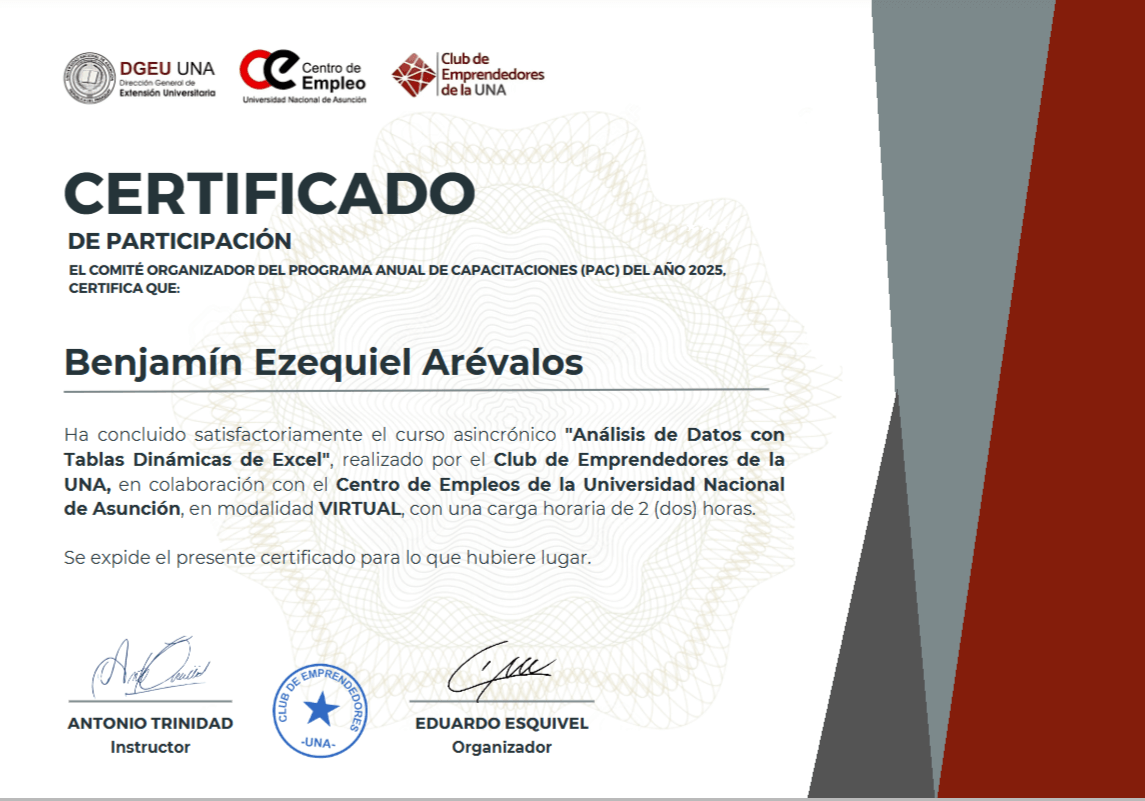 DGEU UNA
Dirección General de
Extensión Universitaria
Centro de
Empleo
Universidad Nacional de Asunción
Club de
Emprendedores
de la UNA
CERTIFICADO
DE PARTICIPACIÓN
EL COMITÉ ORGANIZADOR DEL PROGRAMA ANUAL DE CAPACITACIONES (PAC) DEL AÑO 2025,
CERTIFICA QUE:
Benjamín Ezequiel Arévalos
Ha concluido satisfactoriamente el curso asincrónico "Análisis de Datos con
Tablas Dinámicas de Excel", realizado por el Club de Emprendedores de la
UNA, en colaboración con el Centro de Empleos de la Universidad Nacional
de Asunción, en modalidad VIRTUAL, con una carga horaria de 2 (dos) horas.
Se expide el presente certificado para lo que hubiere lugar.
CLUB DE EMPRENDEDORES
-UNA-
ANTONIO TRINIDAD
Instructor
EDUARDO ESQUIVEL
Organizador